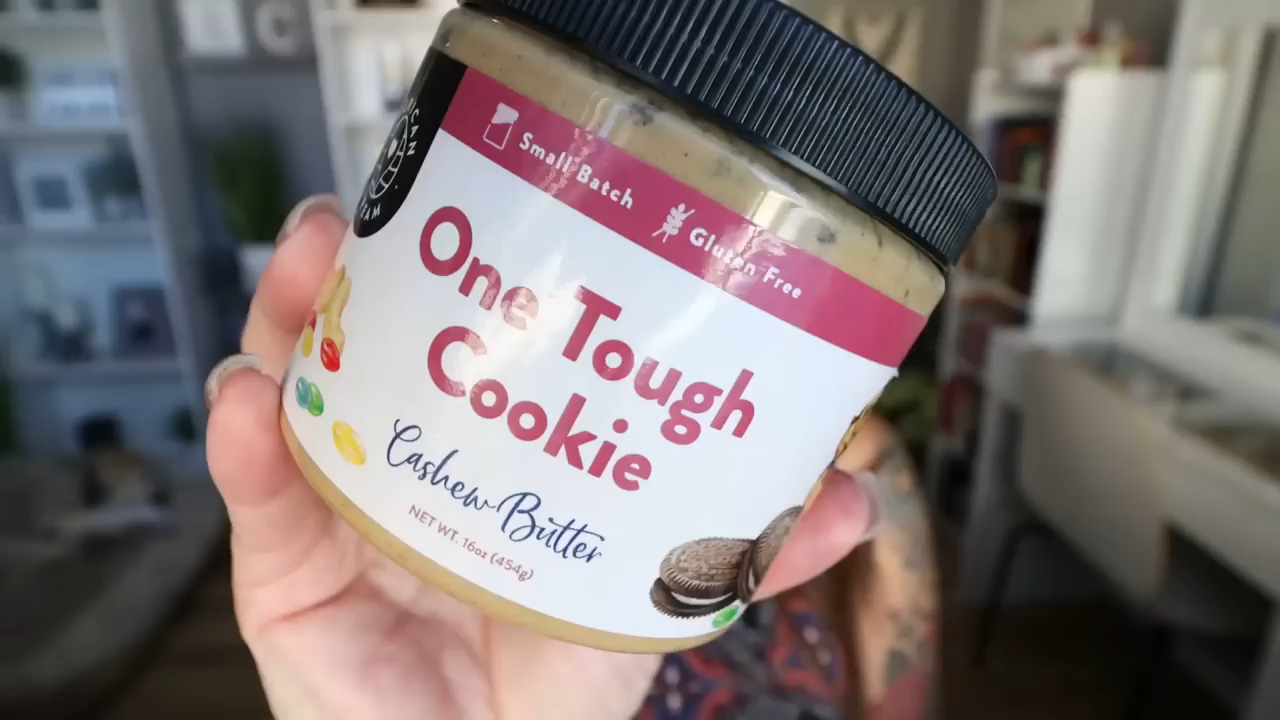 Small Batch
Gluten Free
One Tough
Cookie
Cashew Butter
NET WT. 16oz (454g)
C